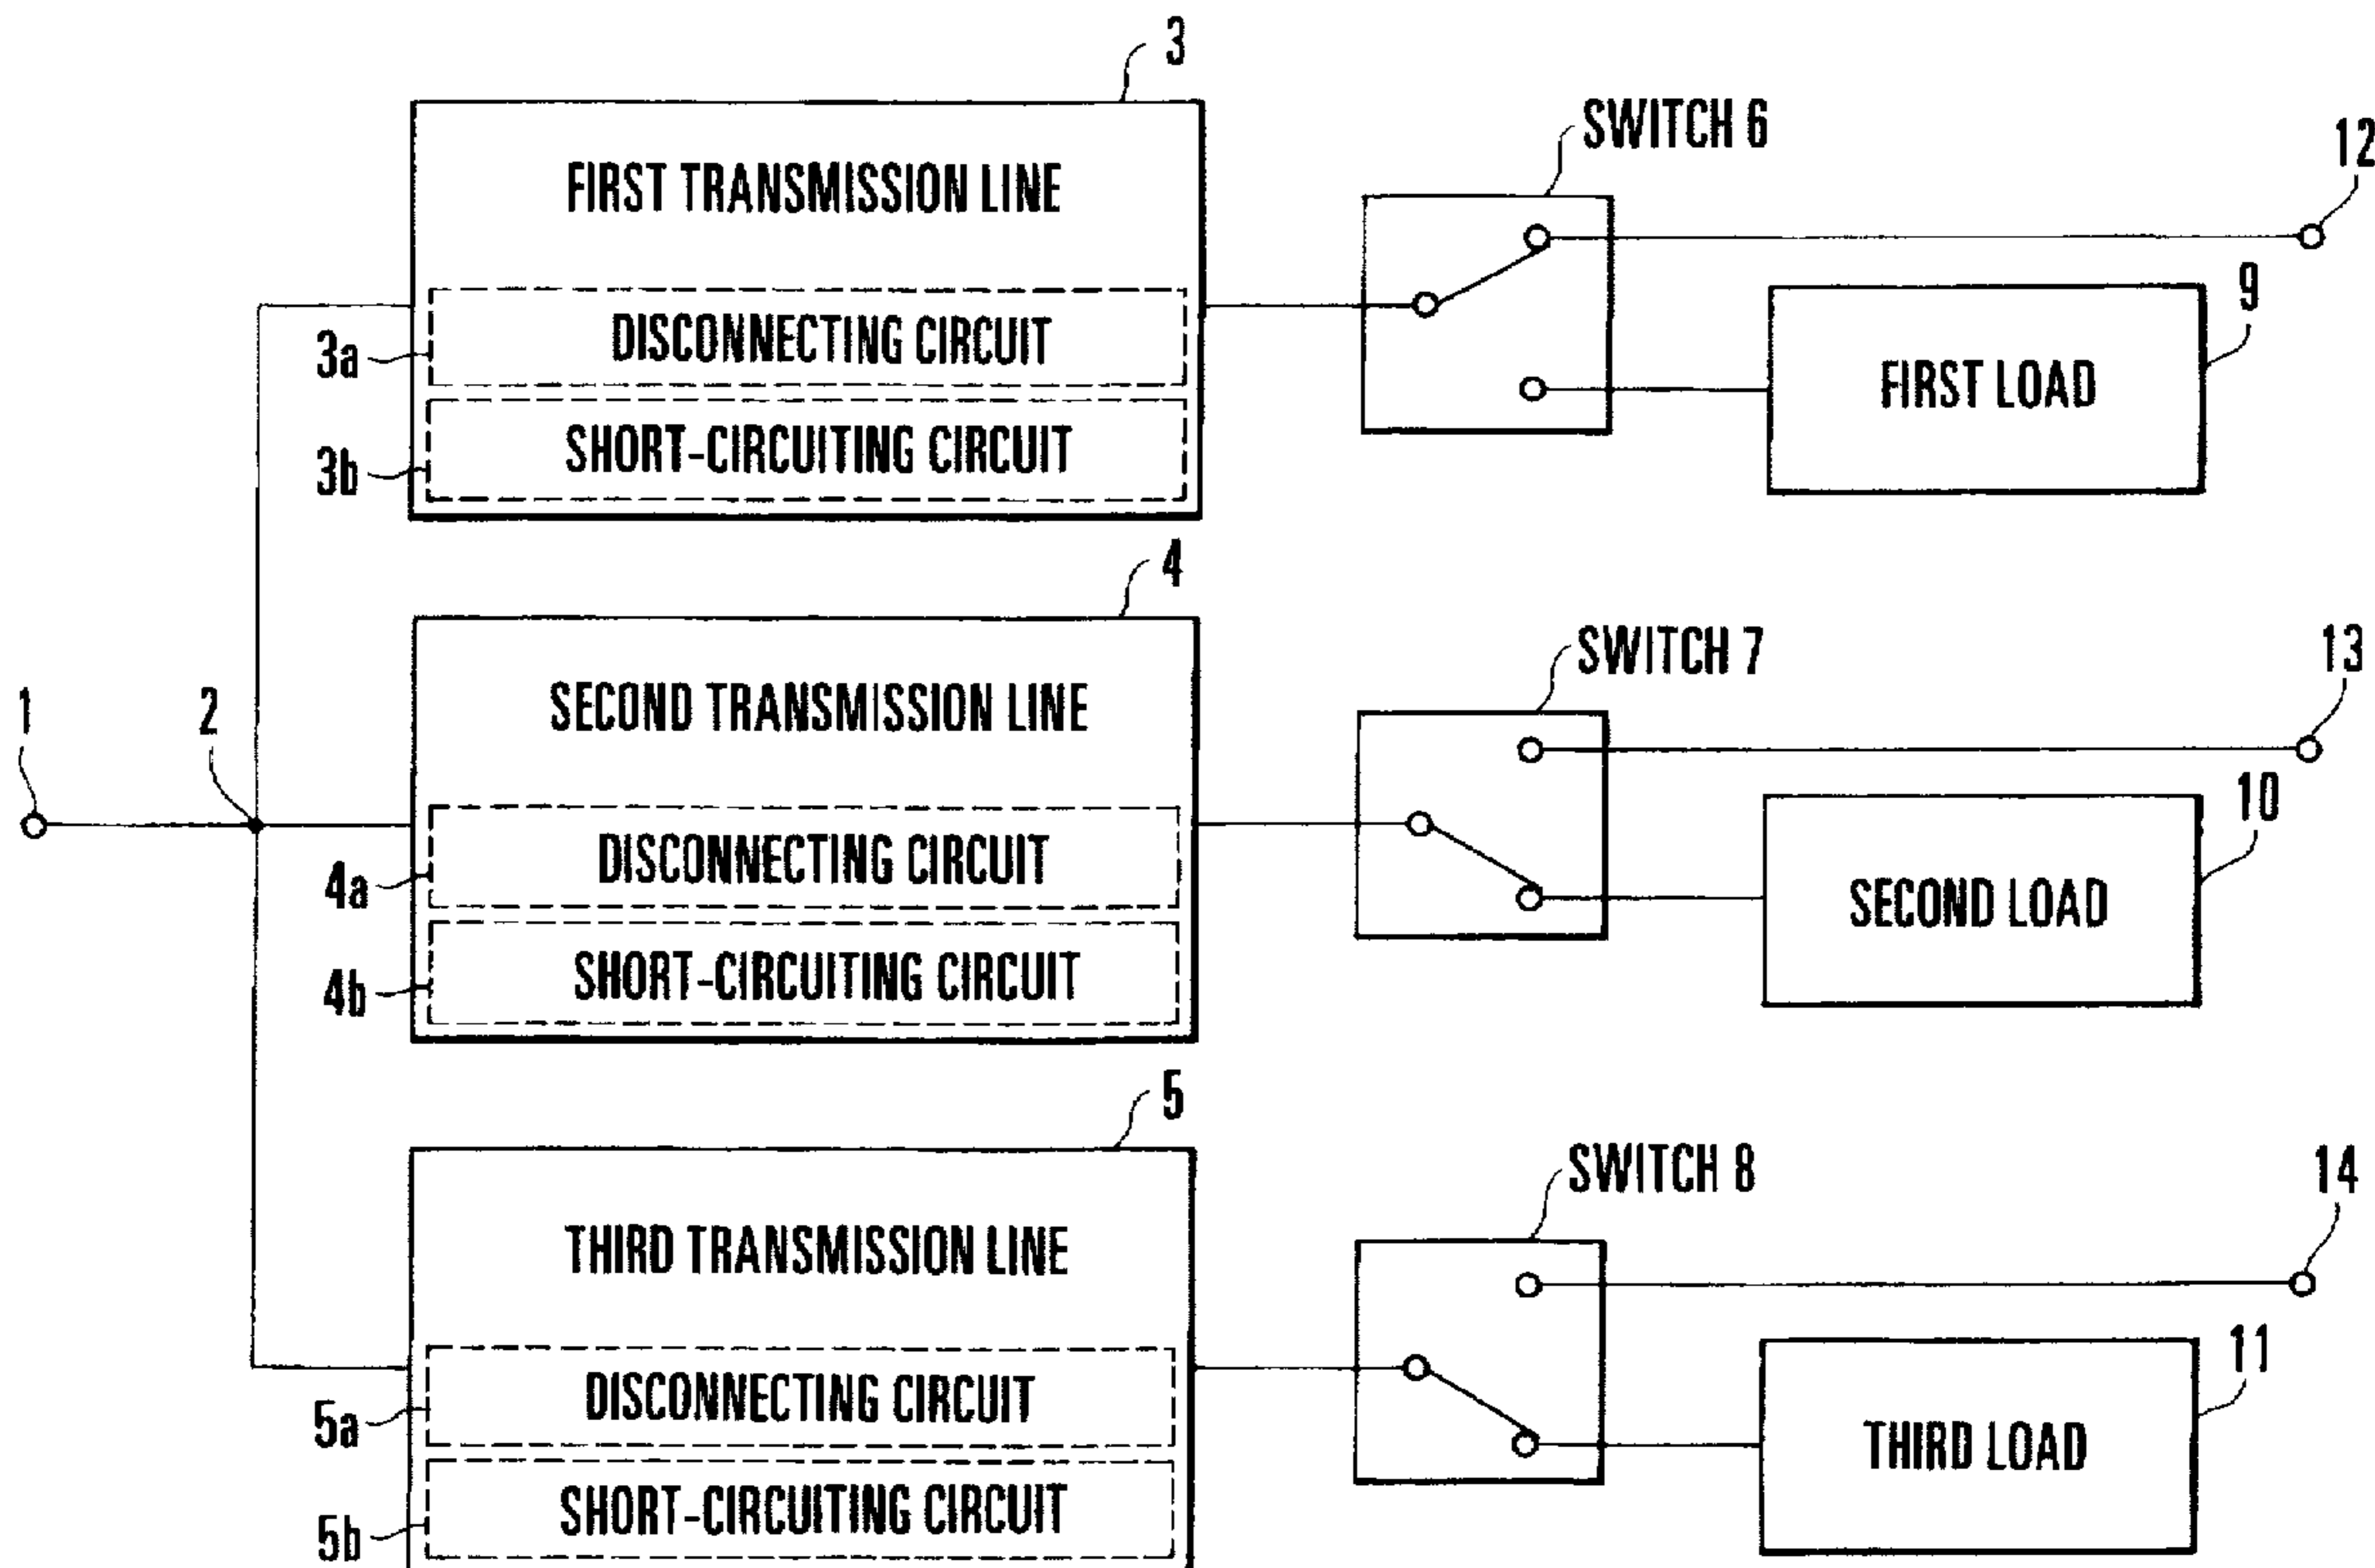 3
SWITCH 6
12
FIRST TRANSMISSION LINE
9
3a
DISCONNECTING CIRCUIT
FIRST LOAD
3b
SHORT-CIRCUITING CIRCUIT
4
SWITCH 7
13
1
2
SECOND TRANSMISSION LINE
10
4a
DISCONNECTING CIRCUIT
SECOND LOAD
4b
SHORT-CIRCUITING CIRCUIT
5
SWITCH 8
14
THIRD TRANSMISSION LINE
11
5a
DISCONNECTING CIRCUIT
THIRD LOAD
5b
SHORT-CIRCUITING CIRCUIT